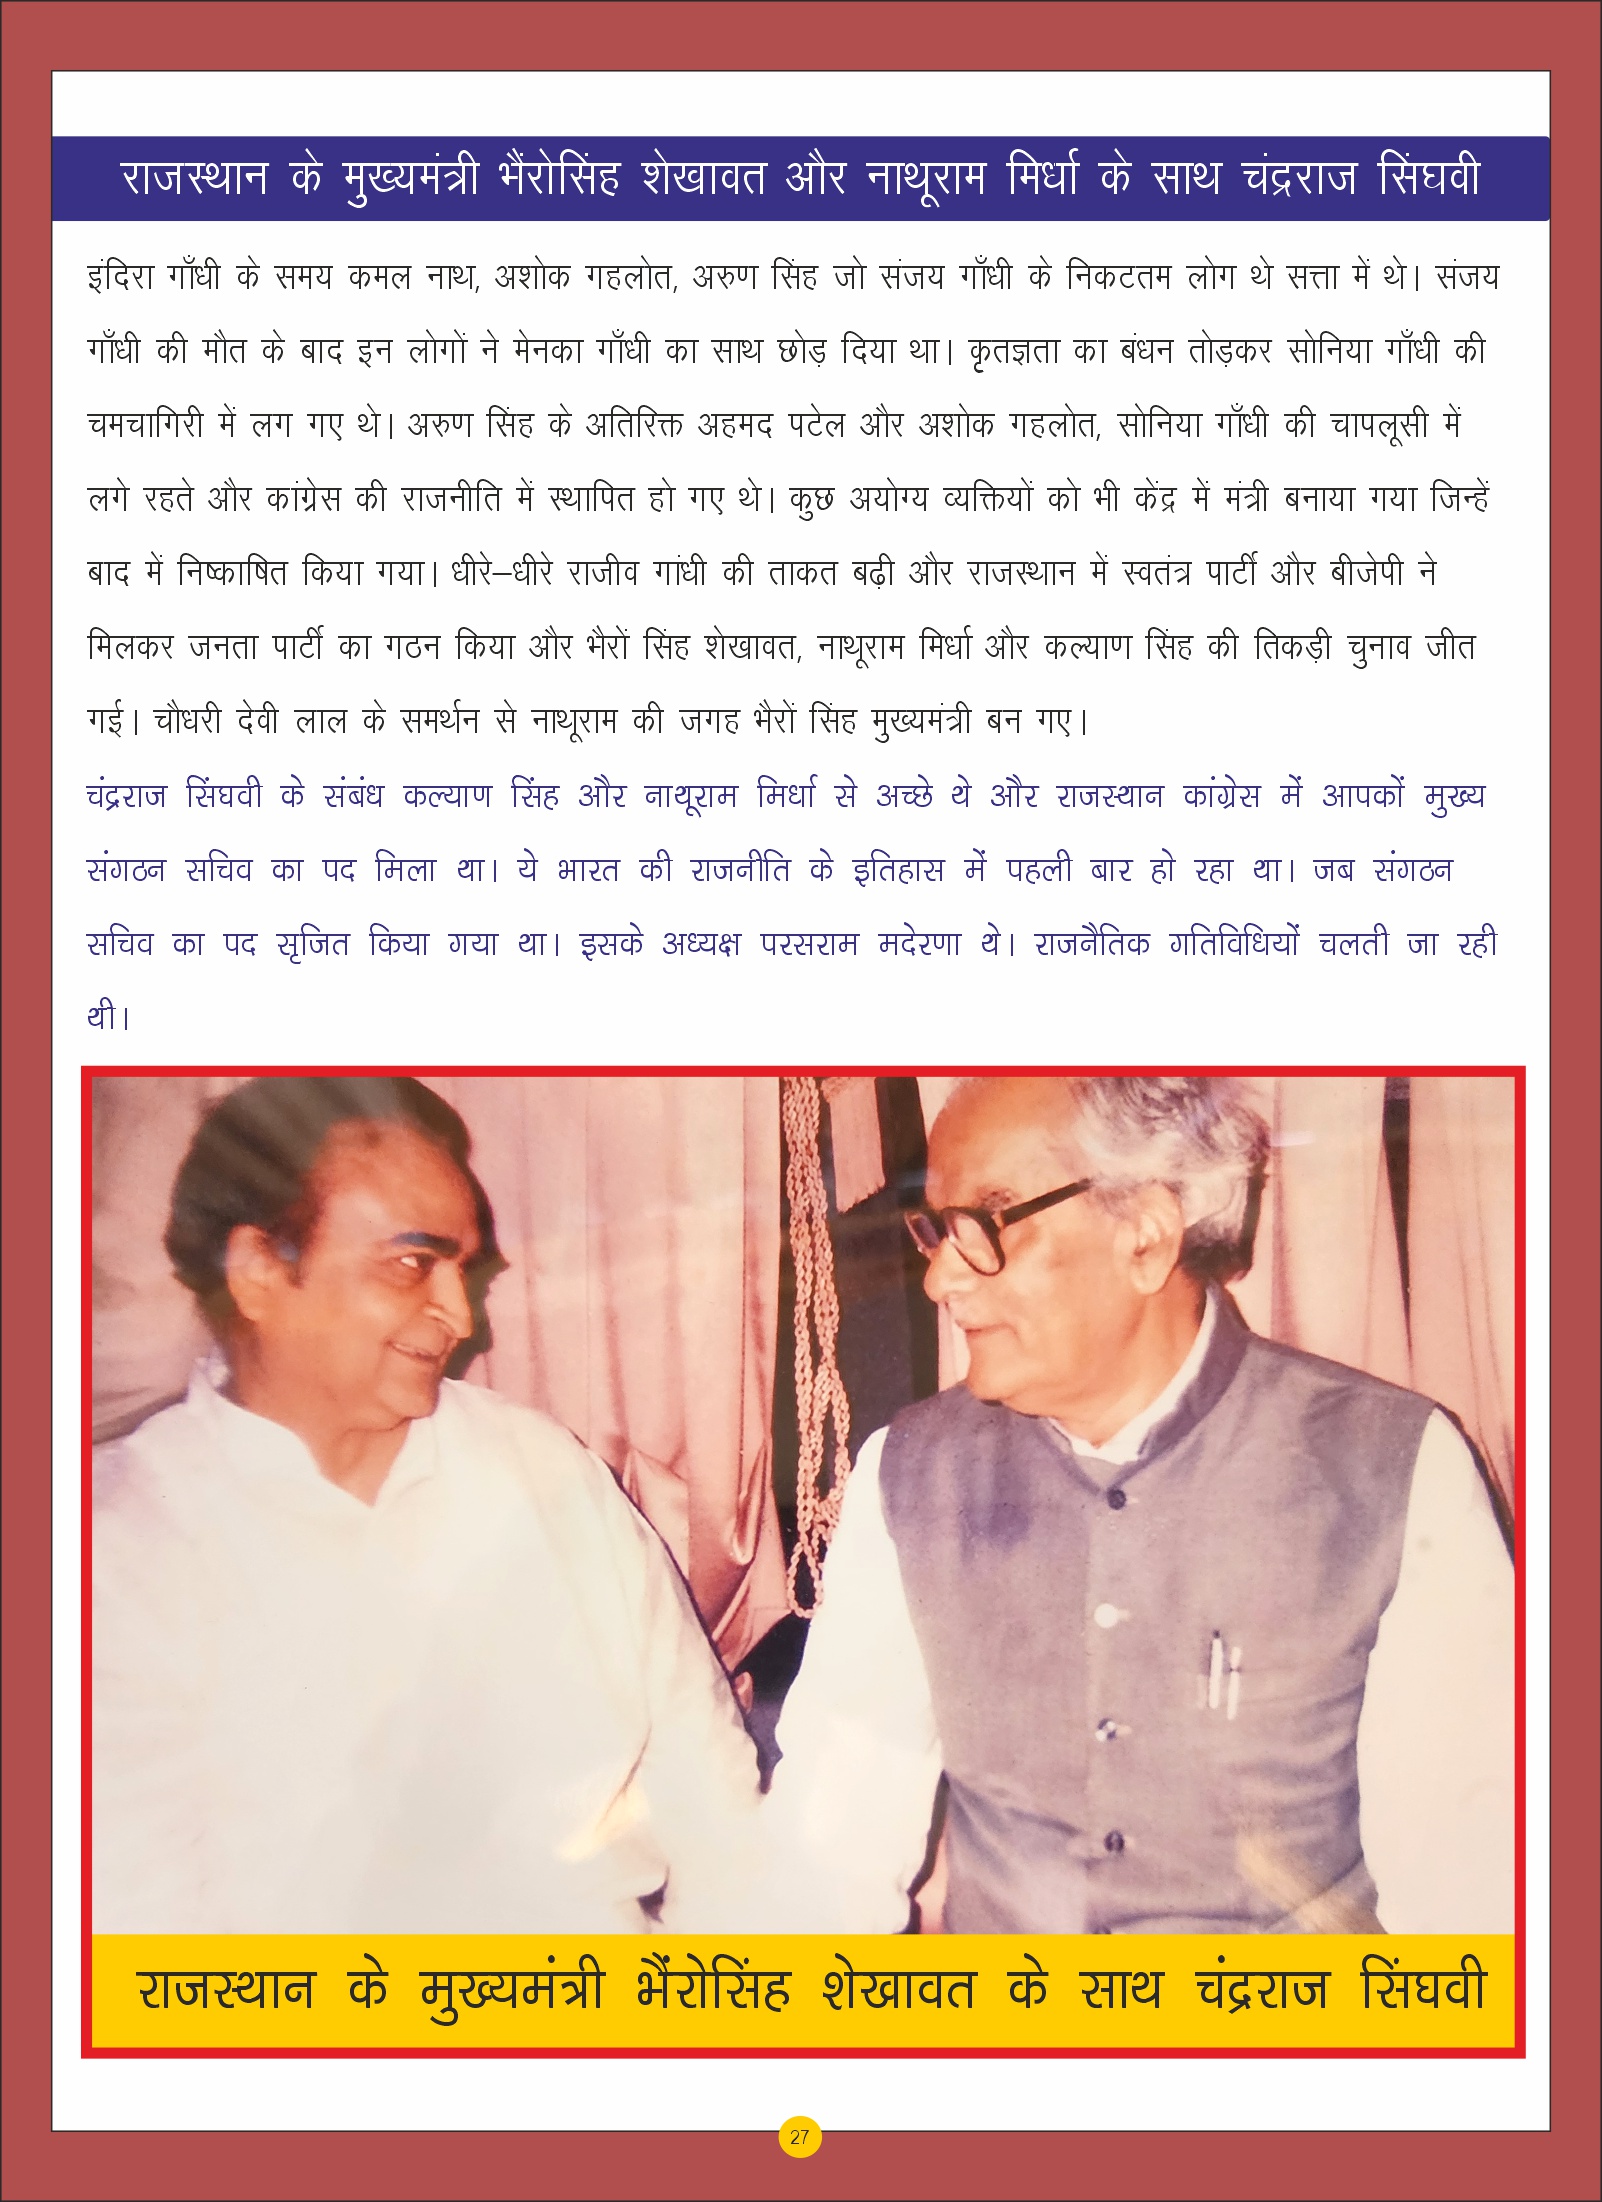 राजस्थान के मुख्यमंत्री भैंरोसिंह शेखावत और नाथूराम मिर्धा के साथ चंद्रराज सिंघवी
इंदिरा गाँधी के समय कमल नाथ, अशोक गहलोत, अरुण सिंह जो संजय गाँधी के निकटतम लोग थे सत्ता में थे। संजय
गाँधी की मौत के बाद इन लोगों ने मेनका गाँधी का साथ छोड़ दिया था। कृतज्ञता का बंधन तोड़कर सोनिया गाँधी की
चमचागिरी में लग गए थे। अरुण सिंह के अतिरिक्त अहमद पटेल और अशोक गहलोत, सोनिया गाँधी की चापलूसी में
लगे रहते और कांग्रेस की राजनीति में स्थापित हो गए थे। कुछ अयोग्य व्यक्तियों को भी केंद्र में मंत्री बनाया गया जिन्हें
बाद में निष्काषित किया गया। धीरे–धीरे राजीव गांधी की ताकत बढ़ी और राजस्थान में स्वतंत्र पार्टी और बीजेपी ने
मिलकर जनता पार्टी का गठन किया और भैरों सिंह शेखावत, नाथूराम मिर्धा और कल्याण सिंह की तिकड़ी चुनाव जीत
गई। चौधरी देवी लाल के समर्थन से नाथूराम की जगह भैरों सिंह मुख्यमंत्री बन गए।
चंद्रराज सिंघवी के संबंध कल्याण सिंह और नाथूराम मिर्धा से अच्छे थे और राजस्थान कांग्रेस में आपकों मुख्य
संगठन सचिव का पद मिला था। ये भारत की राजनीति के इतिहास में पहली बार हो रहा था। जब संगठन
सचिव का पद सृजित किया गया था। इसके अध्यक्ष परसराम मदेरणा थे। राजनैतिक गतिविधियों चलती जा रही
थी।
राजस्थान के मुख्यमंत्री भैंरोसिंह शेखावत के साथ चंद्रराज सिंघवी
27